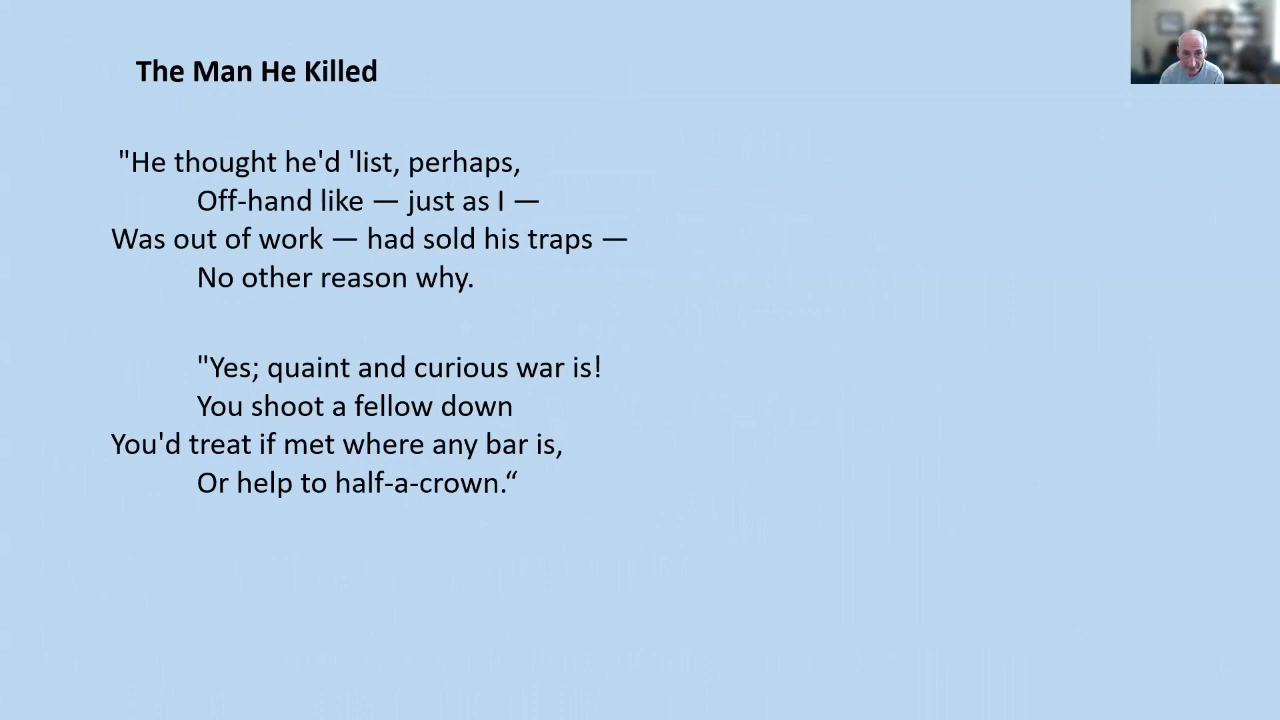 The Man He Killed
"He thought he'd 'list, perhaps,
Off-hand like — just as I —
Was out of work — had sold his traps —
No other reason why.
"Yes; quaint and curious war is!
You shoot a fellow down
You'd treat if met where any bar is,
Or help to half-a-crown.“